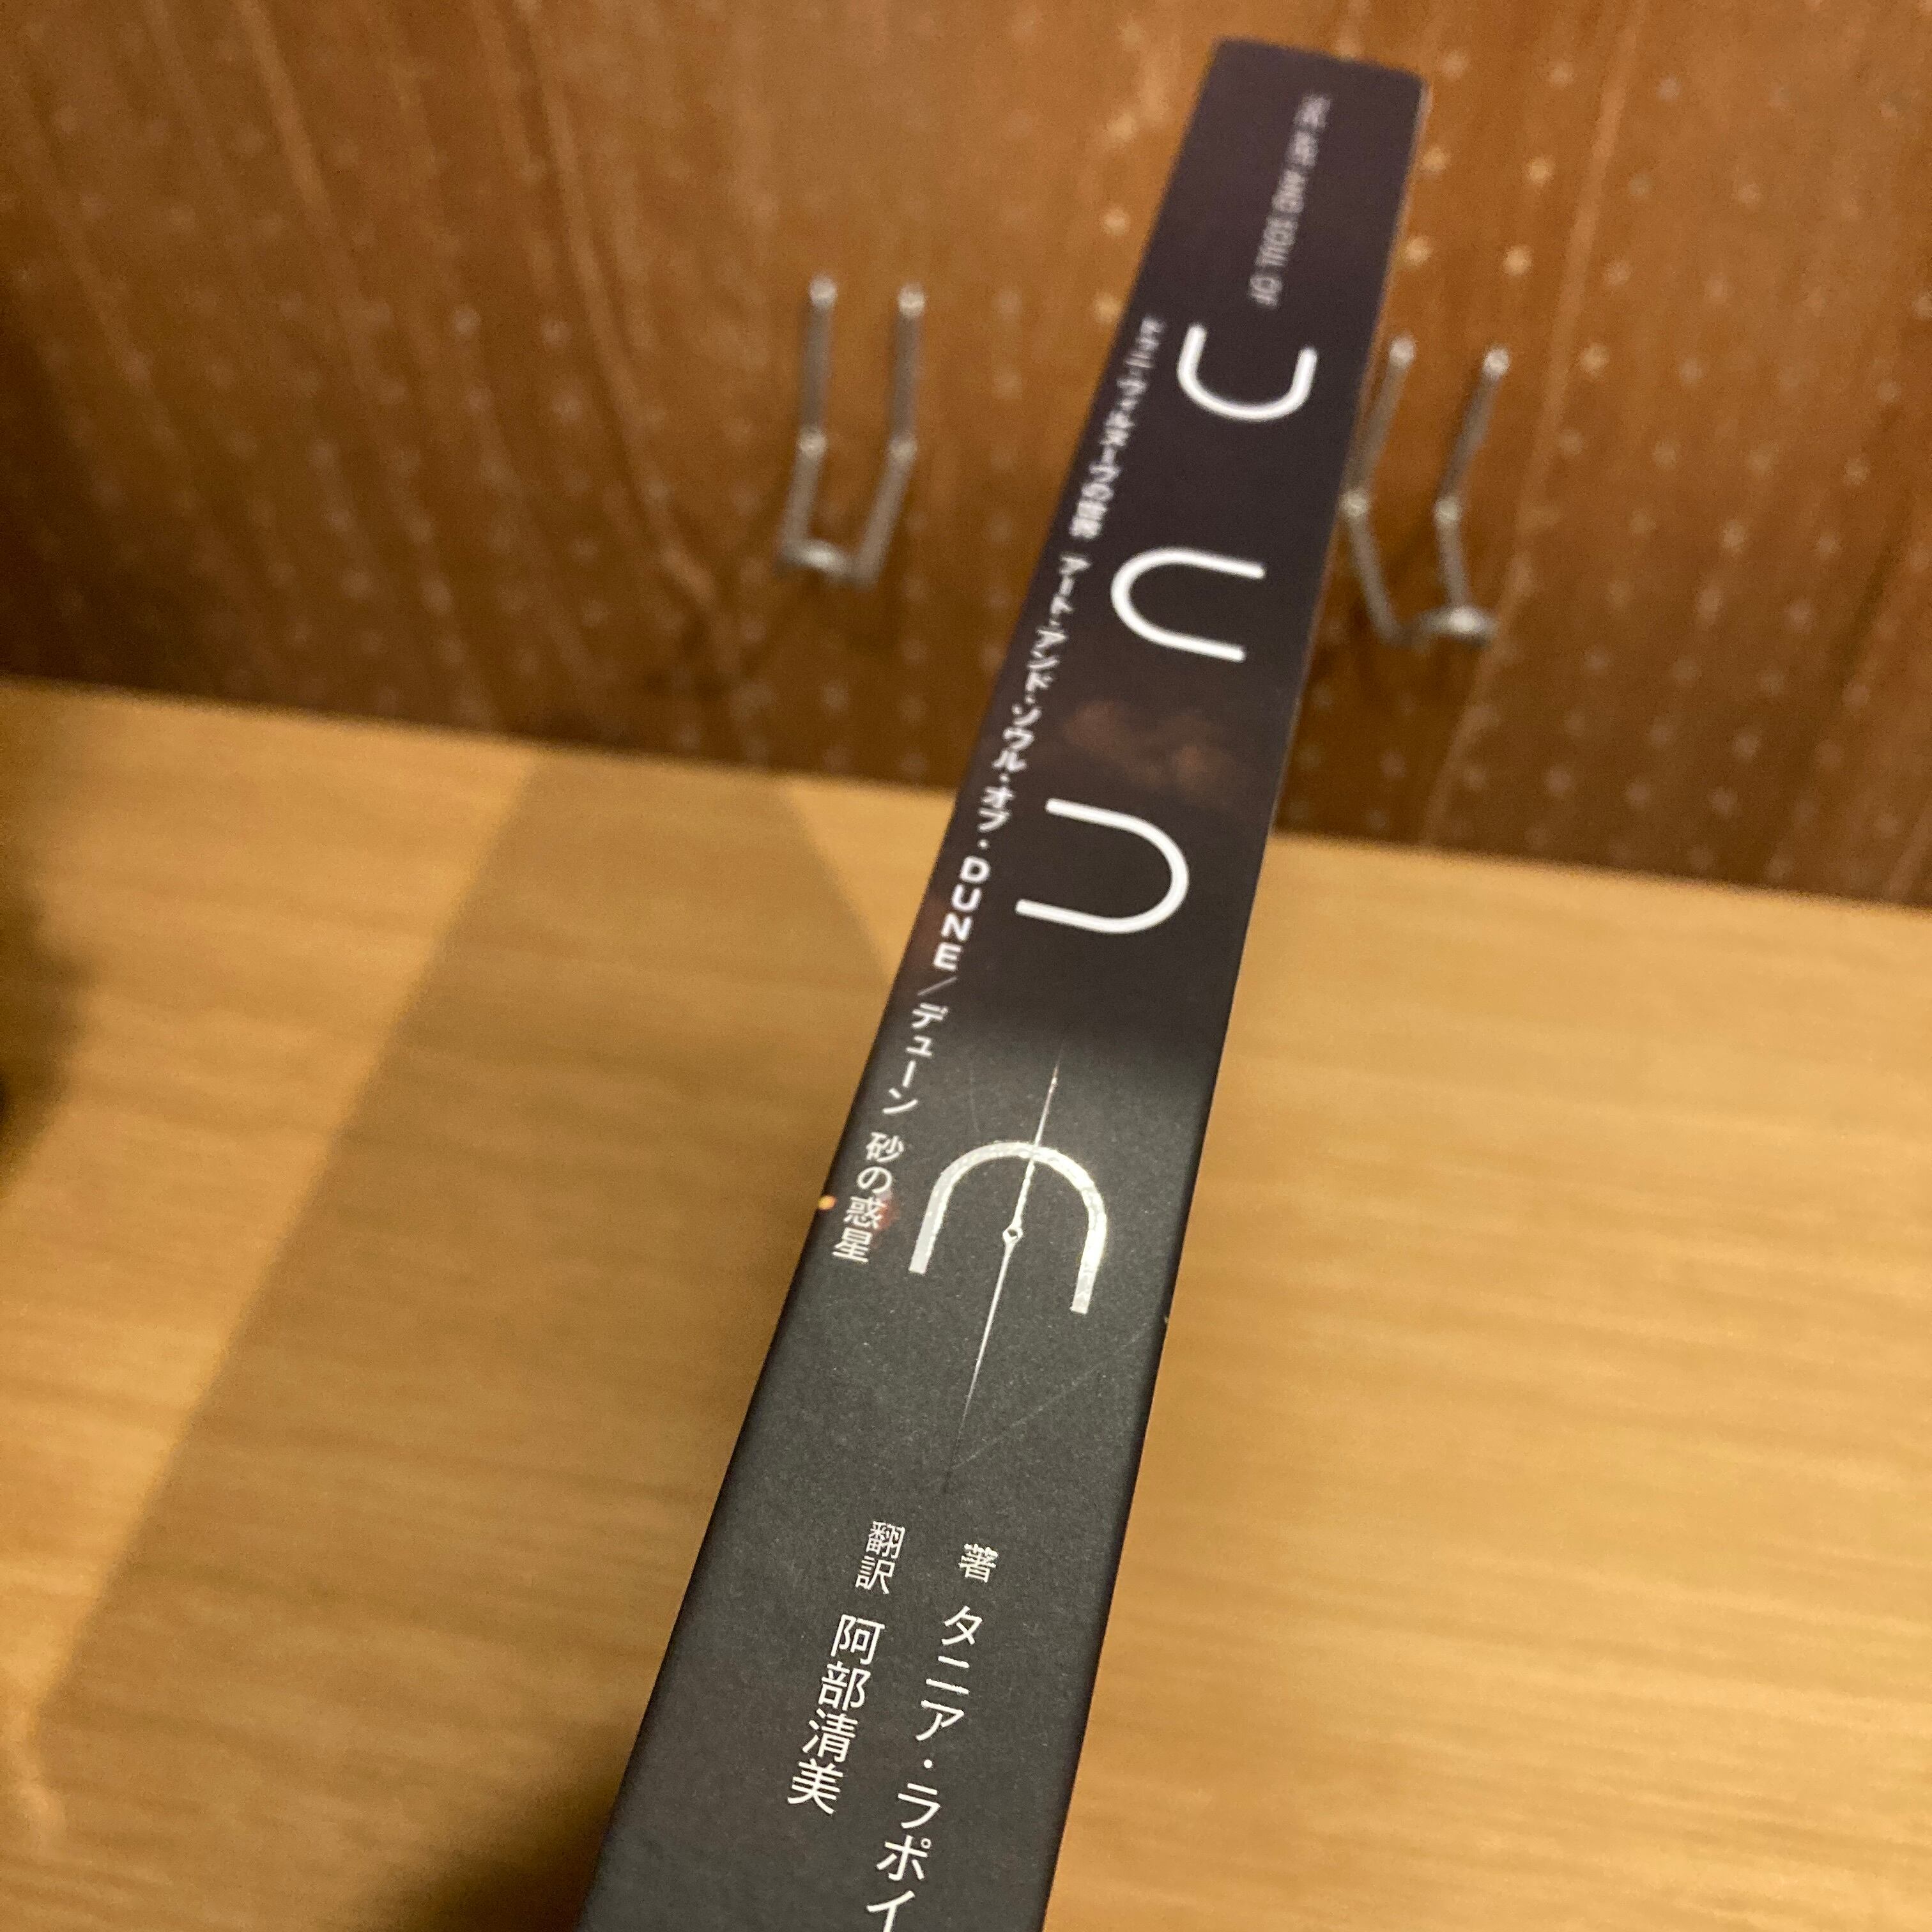 THE ART AND SOUL OF
DUNE
ドゥニ・ヴィルヌーヴの世界 アート・アンド・ソウル・オブ・DUNE/デューン 砂の惑星
著 タニア・ラポイ
翻訳 阿部清美